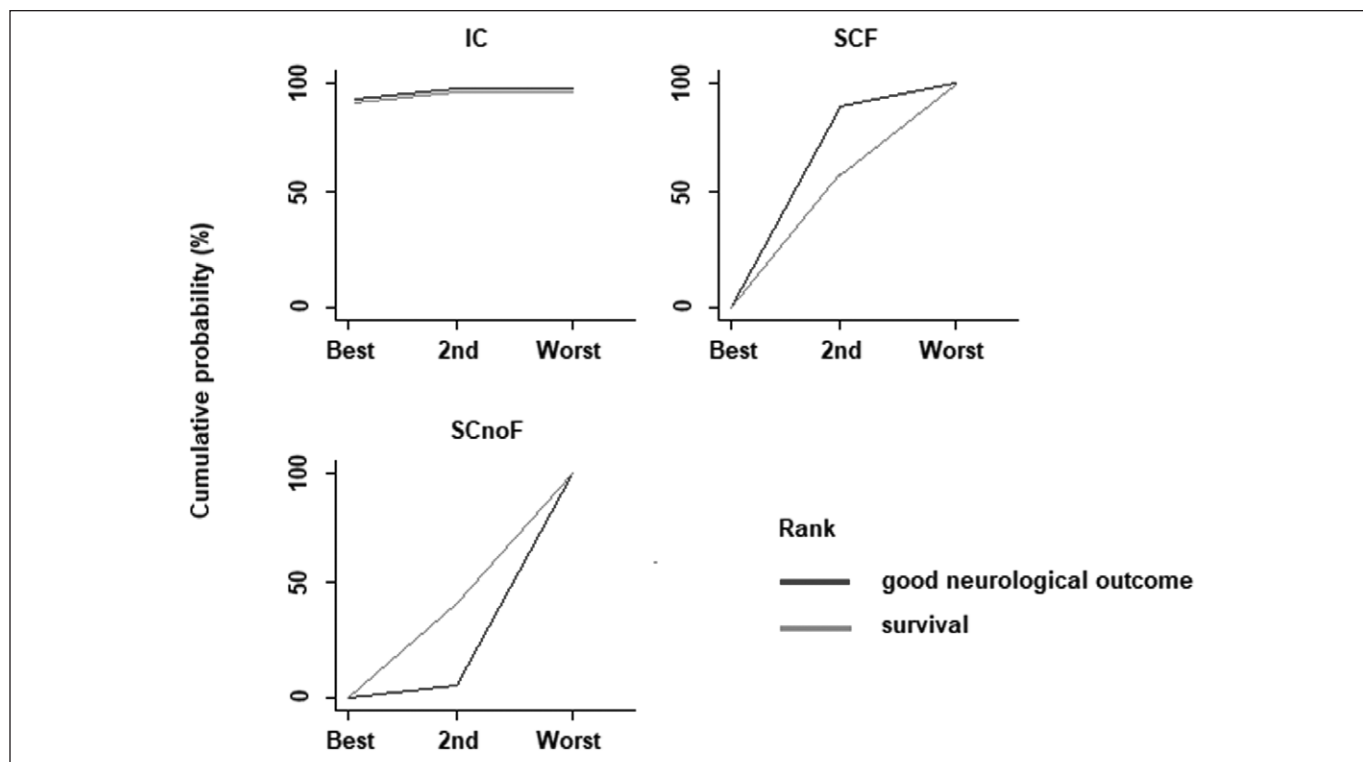 IC
100
50
0
Best 2nd Worst
SCF
100
50
0
Best 2nd Worst
Cumulative probability (%)
SCnoF
100
50
0
Best 2nd Worst
Rank
good neurological outcome
survival